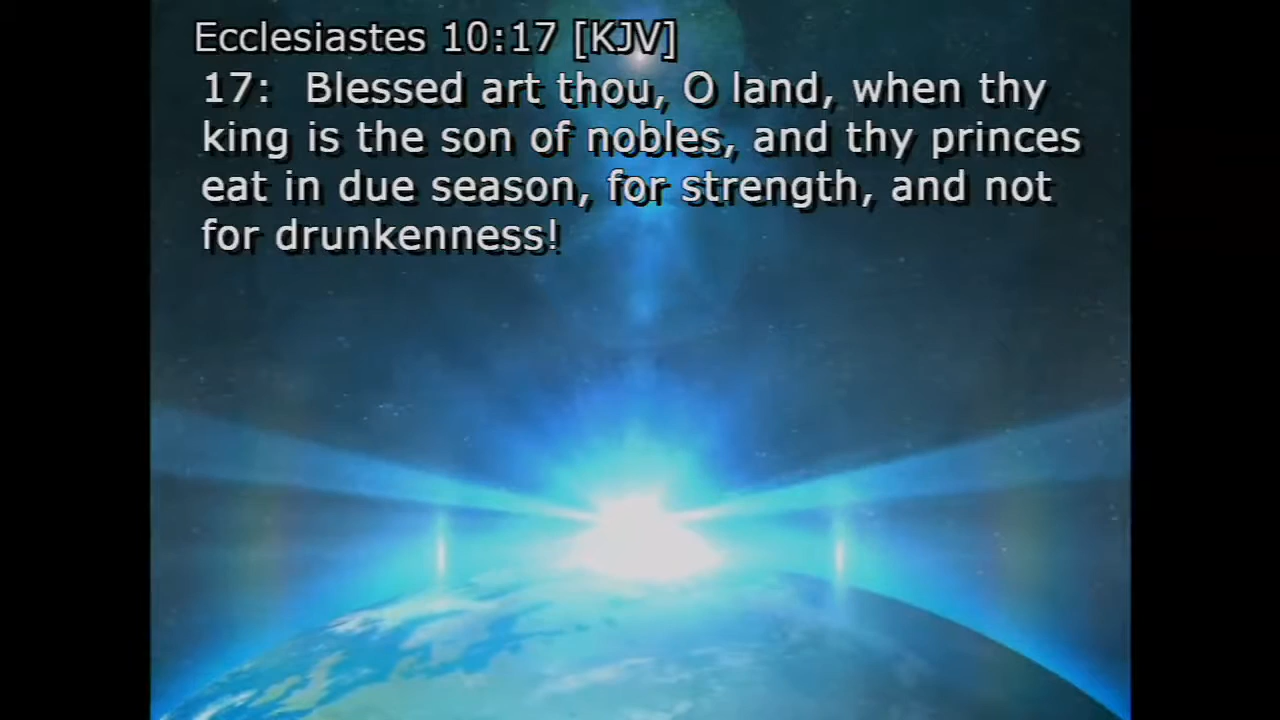 Ecclesiastes 10:17 [KJV]
17: Blessed art thou, O land, when thy
king is the son of nobles, and thy princes
eat in due season, for strength, and not
for drunkenness!